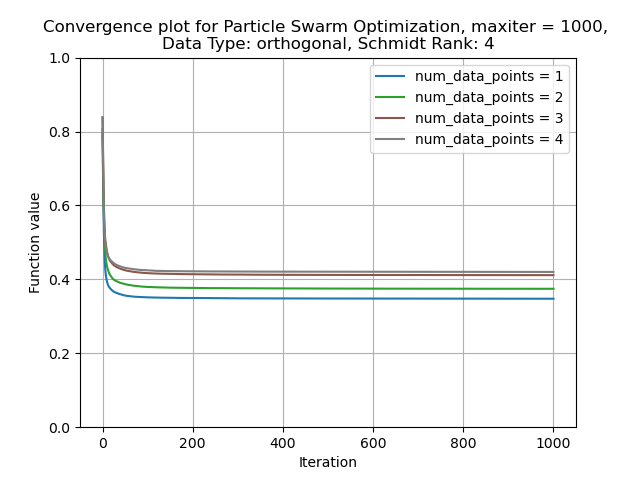 Convergence plot for Particle Swarm Optimization, maxiter = 1000,
Data Type: orthogonal, Schmidt Rank: 4
num_data_points = 1
num_data_points = 2
num_data_points = 3
num_data_points = 4
Function value
1.0
0.8
0.6
0.4
0.2
0.0
0 200 400 600 800 1000
Iteration